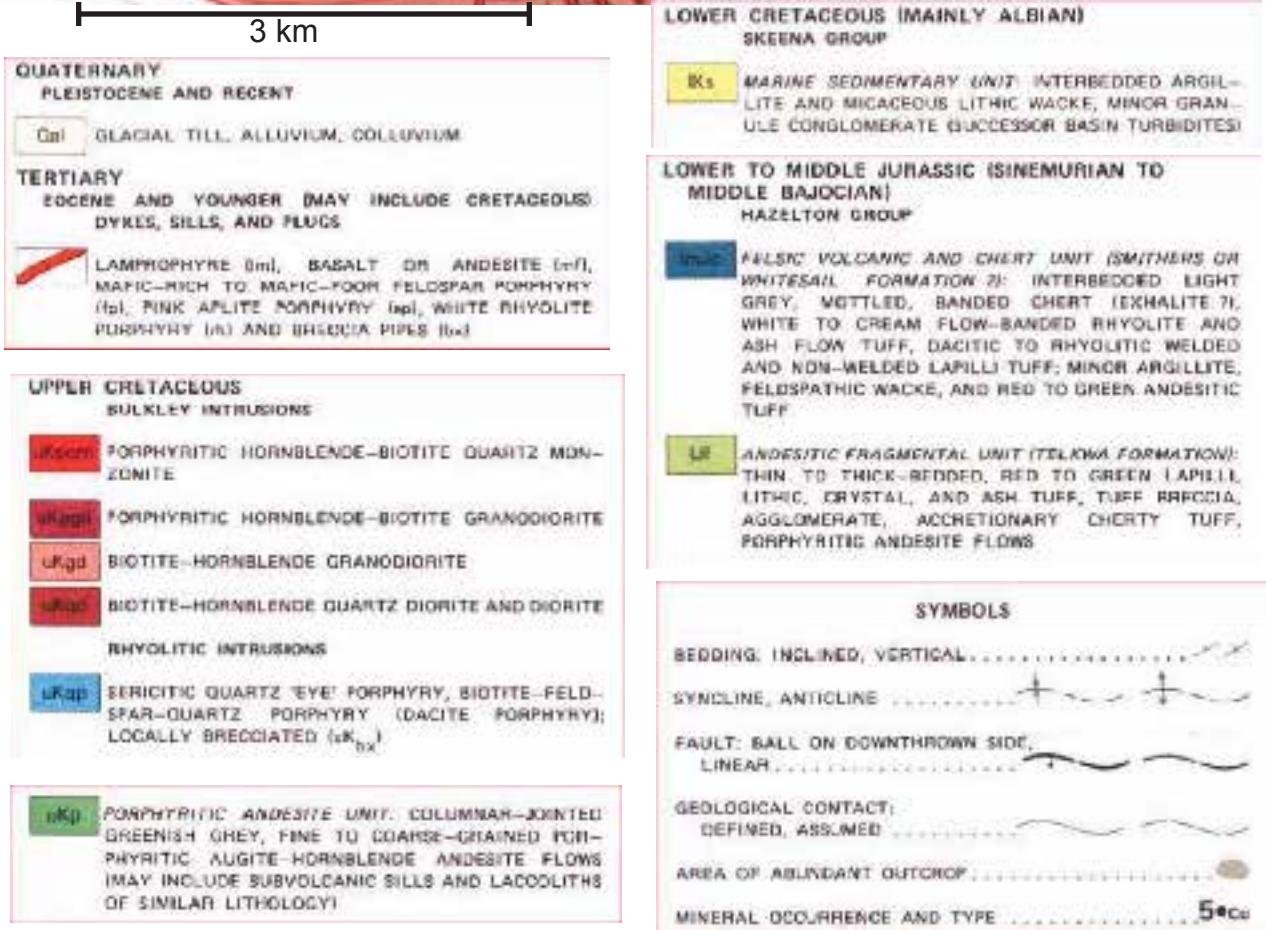 3 km
QUATERNARY
PLEISTOCENE AND RECENT
Qal GLACIAL TILL, ALLUVIUM, COLLUVIUM
TERTIARY
EOCENE AND YOUNGER (MAY INCLUDE CRETACEOUS)
DYKES, SILLS, AND PLUGS
LAMPROPHYRE (lm), BASALT OR ANDESITE (mf),
MAFIC-RICH TO MAFIC-POOR FELDSPAR PORPHYRY
(fp), PINK APLITE PORPHYRY (ap), WHITE RHYOLITE
PORPHYRY (rh) AND BRECCIA PIPES (bx)
UPPER CRETACEOUS
BULKLEY INTRUSIONS
PORPHYRITIC HORNBLENDE-BIOTITE QUARTZ MON-
ZONITE
PORPHYRITIC HORNBLENDE-BIOTITE GRANODIORITE
uKgd BIOTITE-HORNBLENDE GRANODIORITE
uKqd BIOTITE-HORNBLENDE QUARTZ DIORITE AND DIORITE
RHYOLITIC INTRUSIONS
uKqp SERICITIC QUARTZ 'EYE' PORPHYRY, BIOTITE-FELD-
SPAR-QUARTZ PORPHYRY (DACITE PORPHYRY);
LOCALLY BRECCIATED (uKbx)
uKp PORPHYRITIC ANDESITE UNIT: COLUMNAR-JOINTED
GREENISH GREY, FINE TO COARSE-GRAINED POR-
PHYRITIC AUGITE-HORNBLENDE ANDESITE FLOWS
(MAY INCLUDE SUBVOLCANIC SILLS AND LACCOLITHS
OF SIMILAR LITHOLOGY)
LOWER CRETACEOUS (MAINLY ALBIAN)
SKEENA GROUP
lKs MARINE SEDIMENTARY UNIT: INTERBEDDED ARGIL-
LITE AND MICACEOUS LITHIC WACKE, MINOR GRAN-
ULE CONGLOMERATE (SUCCESSOR BASIN TURBIDITES)
LOWER TO MIDDLE JURASSIC (SINEMURIAN TO
MIDDLE BAJOCIAN)
HAZELTON GROUP
FELSIC VOLCANIC AND CHERT UNIT (SMITHERS OR
WHITESAIL FORMATION ?): INTERBEDDED LIGHT
GREY, MOTTLED, BANDED CHERT (EXHALITE ?),
WHITE TO CREAM FLOW-BANDED RHYOLITE AND
ASH FLOW TUFF, DACITIC TO RHYOLITIC WELDED
AND NON-WELDED LAPILLI TUFF; MINOR ARGILLITE,
FELDSPATHIC WACKE, AND RED TO GREEN ANDESITIC
TUFF
ANDESITIC FRAGMENTAL UNIT (TELKWA FORMATION):
THIN TO THICK-BEDDED, RED TO GREEN LAPILLI,
LITHIC, CRYSTAL, AND ASH TUFF, TUFF BRECCIA,
AGGLOMERATE, ACCRETIONARY CHERTY TUFF,
PORPHYRITIC ANDESITE FLOWS
SYMBOLS
BEDDING: INCLINED, VERTICAL
SYNCLINE, ANTICLINE
FAULT: BALL ON DOWNTHROWN SIDE,
LINEAR
GEOLOGICAL CONTACT:
DEFINED, ASSUMED
AREA OF ABUNDANT OUTCROP
MINERAL OCCURRENCE AND TYPE 5•Cu